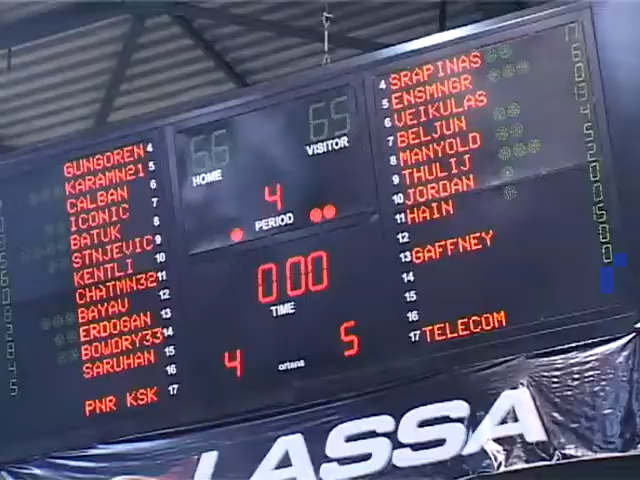 GUNGOREN 4
KARAMN21 5
CALBAN 6
ICONIC 7
BATUK 8
STNJEVIC 9
KENTLI 10
CHATMN32 11
BAYAV 12
ERDOGAN 13
BOWDRY33 14
SARUHAN 15
16
PNR KSK 17
66 65
HOME VISITOR
4
PERIOD
0:00
TIME
4 5
ortana
4 SRAPINAS 17
5 ENSMNGR 6
6 VEIKULAS
7 BELJUN
8 MANYOLD
9 THULIJ
10 JORDAN
11 HAIN
12
13 GAFFNEY
14
15
16
17 TELECOM
LASSA